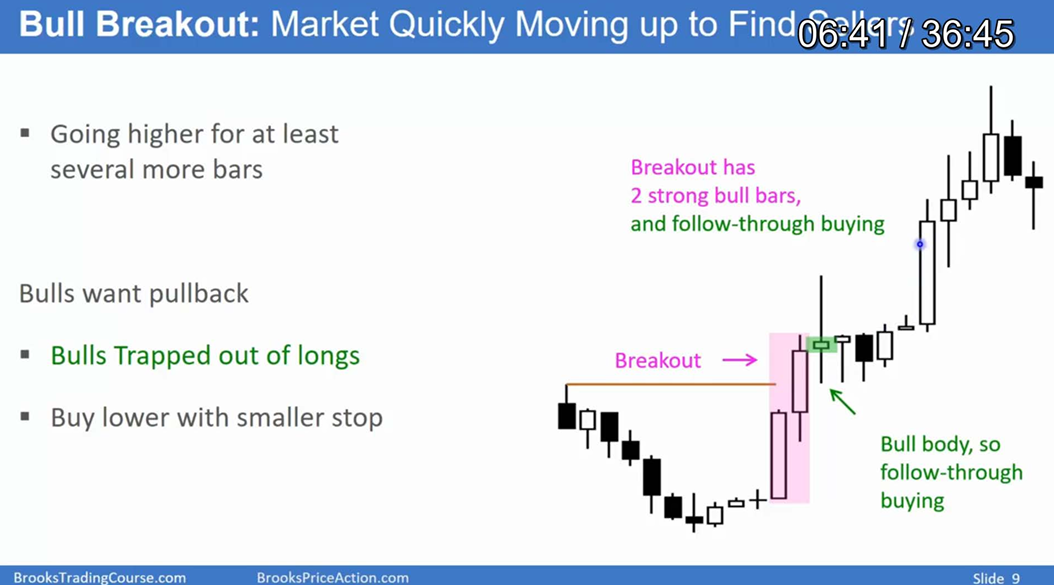 Bull Breakout: Market Quickly Moving up to Find Sellers
06:41 / 36:45
▪ Going higher for at least
several more bars
Bulls want pullback
▪ Bulls Trapped out of longs
▪ Buy lower with smaller stop
Breakout has
2 strong bull bars,
and follow-through buying
Breakout
Bull body, so
follow-through
buying
BrooksTradingCourse.com
BrooksPriceAction.com
Slide 9